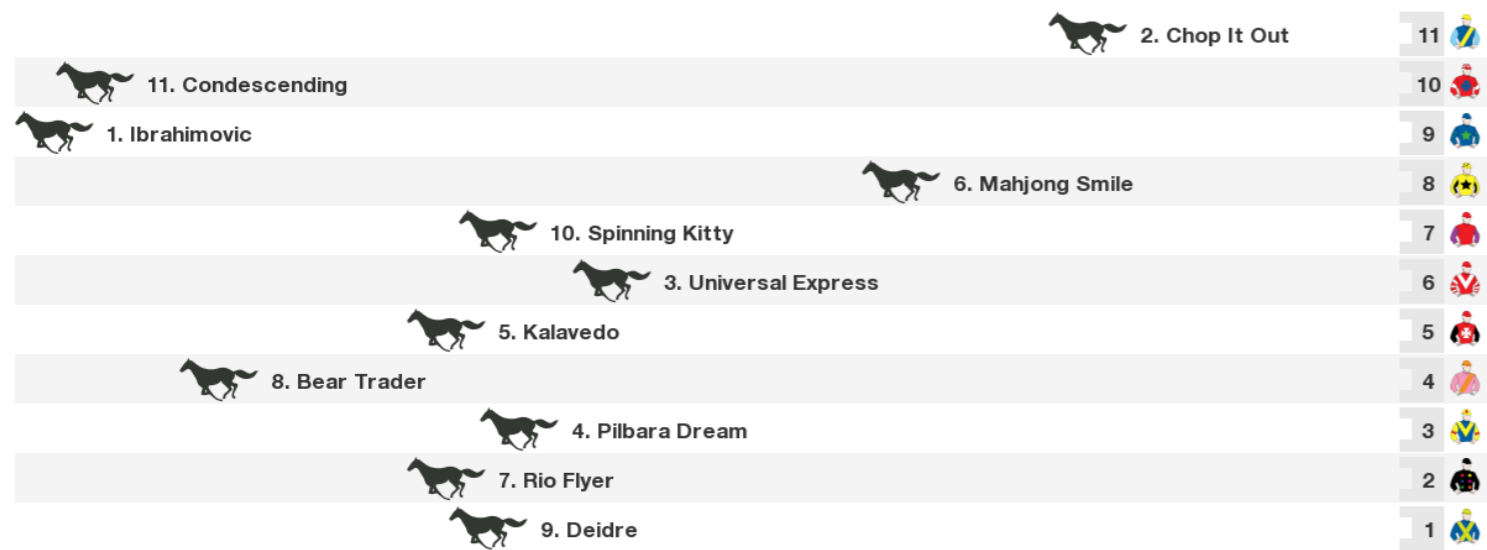 2. Chop It Out 11
11. Condescending 10
1. Ibrahimovic 9
6. Mahjong Smile 8
10. Spinning Kitty 7
3. Universal Express 6
5. Kalavedo 5
8. Bear Trader 4
4. Pilbara Dream 3
7. Rio Flyer 2
9. Deidre 1